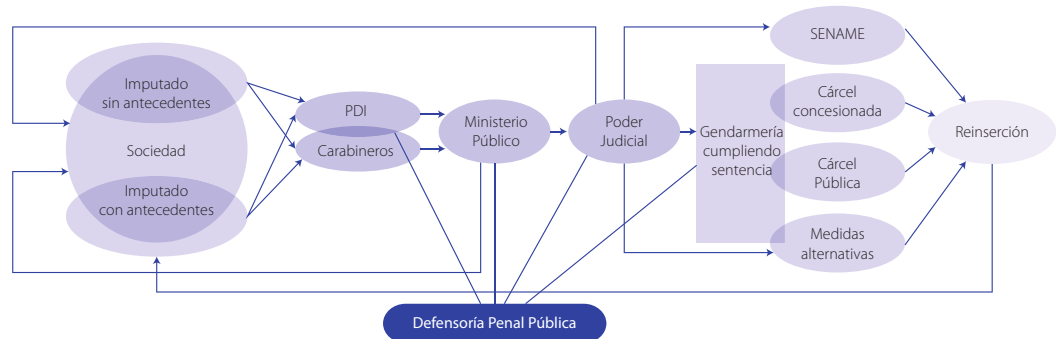 Imputado
sin antecedentes
Sociedad
Imputado
con antecedentes
PDI
Carabineros
Ministerio
Público
Poder
Judicial
Gendarmería
cumpliendo
sentencia
SENAME
Cárcel
concesionada
Cárcel
Pública
Medidas
alternativas
Reinserción
Defensoría Penal Pública